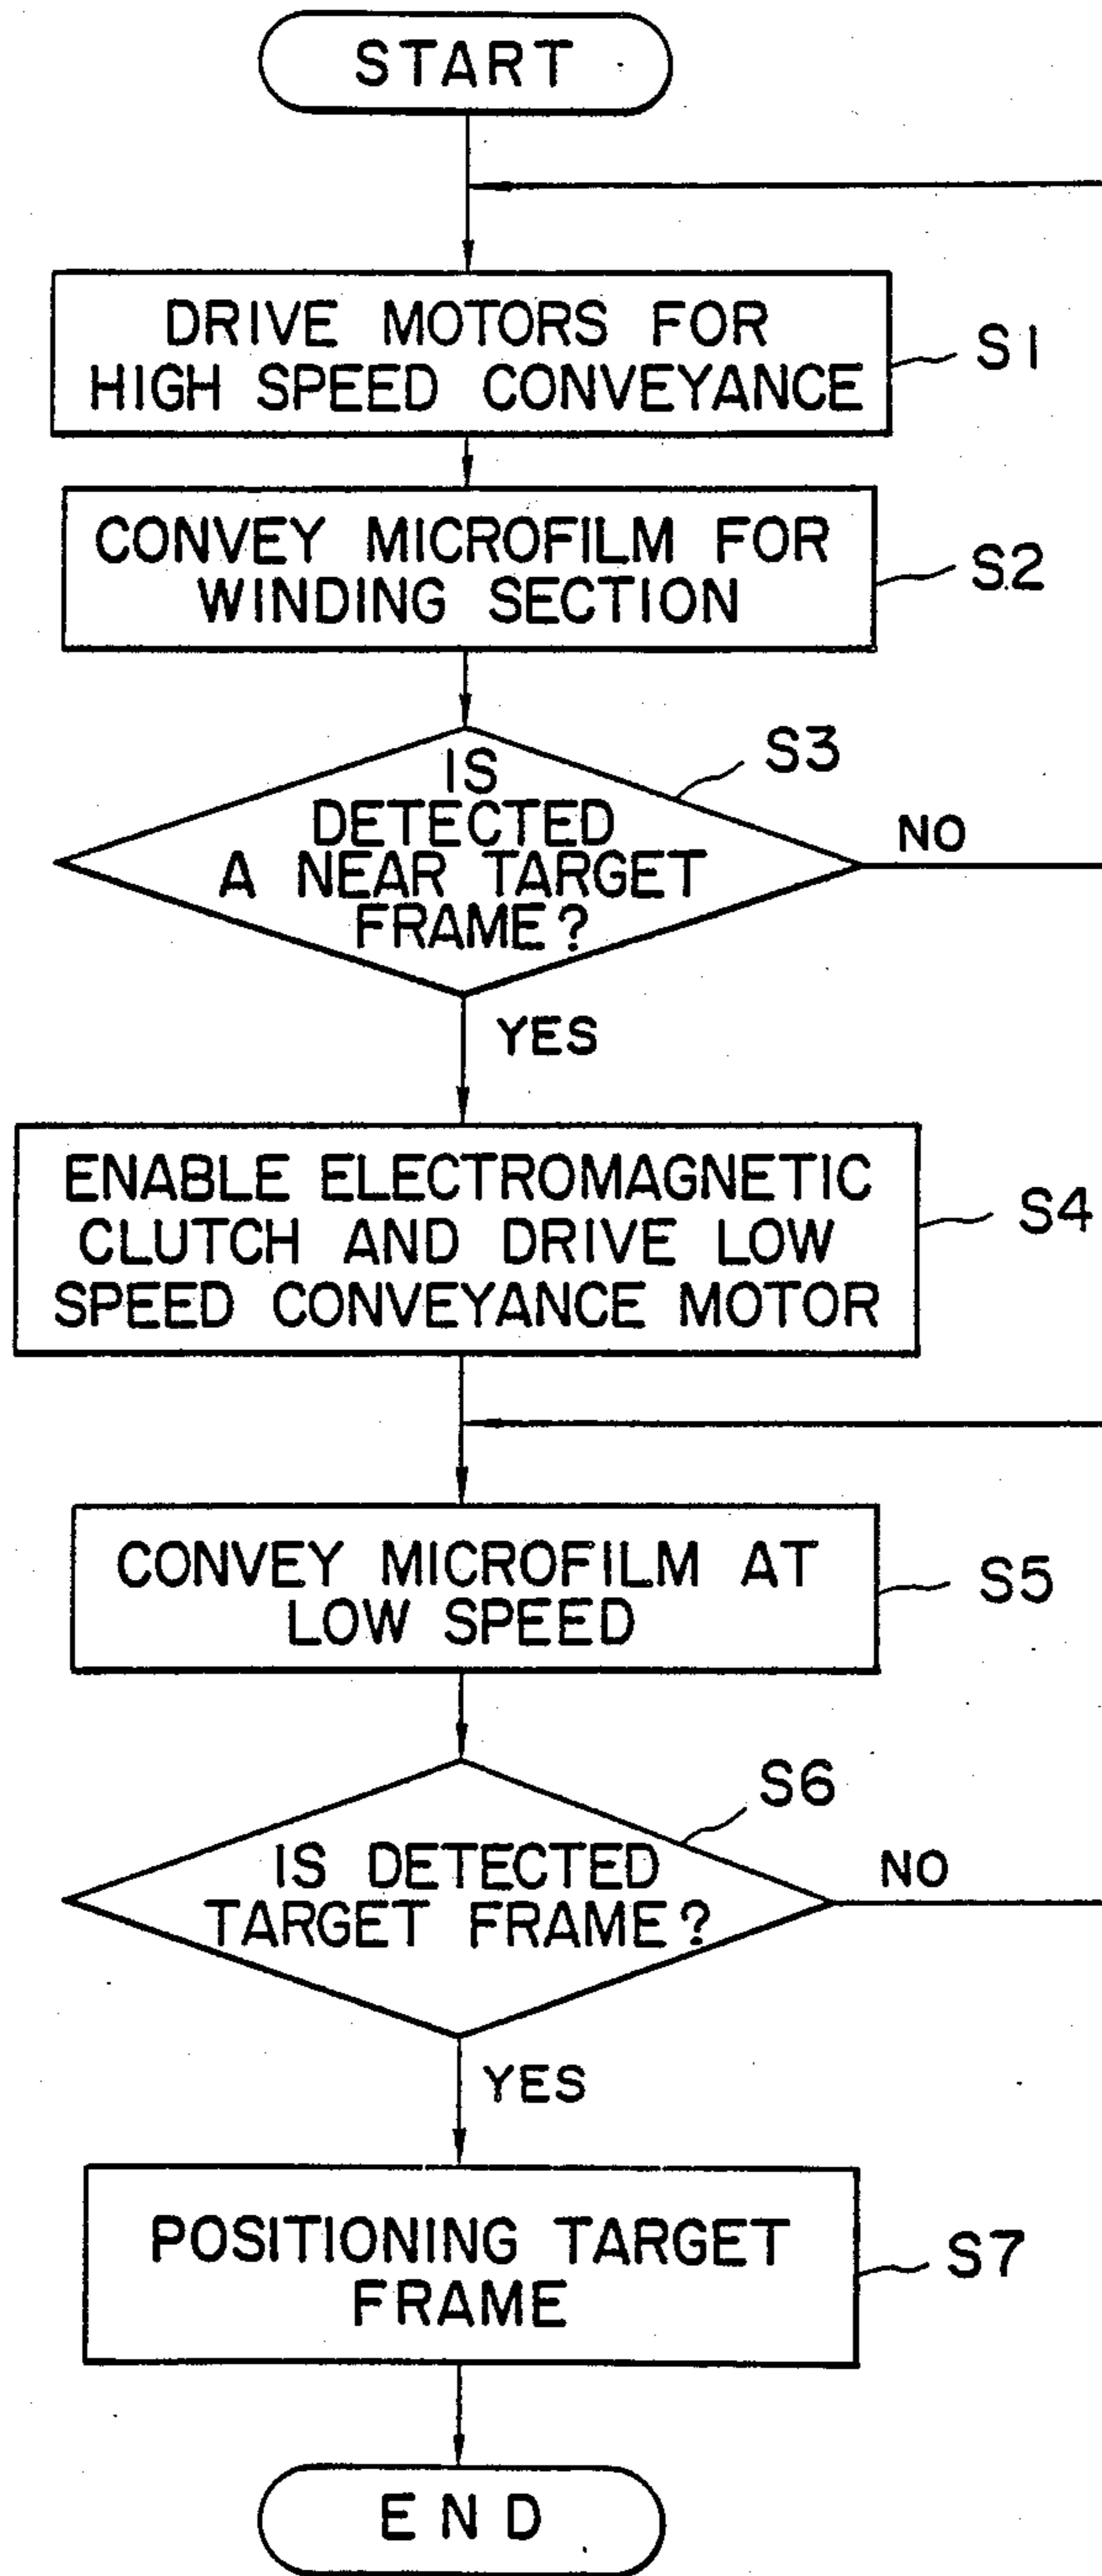 START
DRIVE MOTORS FOR
HIGH SPEED CONVEYANCE
S1
CONVEY MICROFILM FOR
WINDING SECTION
S2
IS
DETECTED
A NEAR TARGET
FRAME?
S3
NO
YES
ENABLE ELECTROMAGNETIC
CLUTCH AND DRIVE LOW
SPEED CONVEYANCE MOTOR
S4
CONVEY MICROFILM AT
LOW SPEED
S5
IS DETECTED
TARGET FRAME?
S6
NO
YES
POSITIONING TARGET
FRAME
S7
END